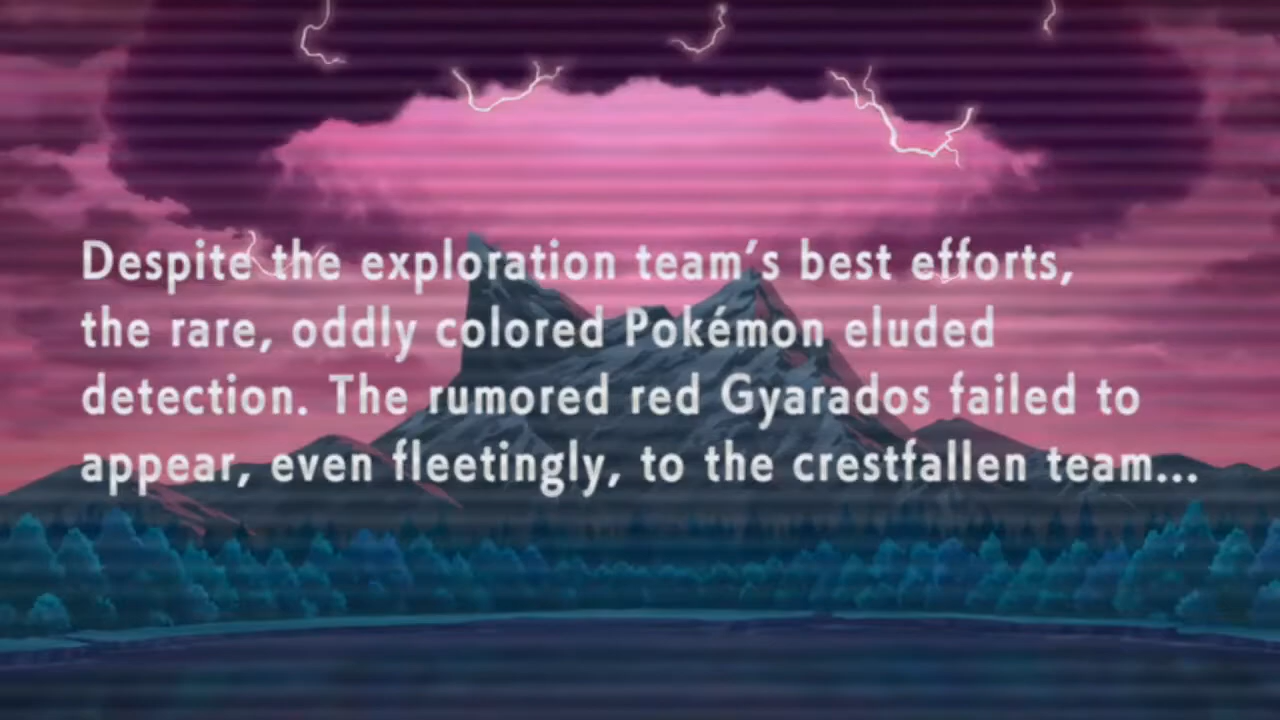 Despite the exploration team’s best efforts,
the rare, oddly colored Pokémon eluded
detection. The rumored red Gyarados failed to
appear, even fleetingly, to the crestfallen team...